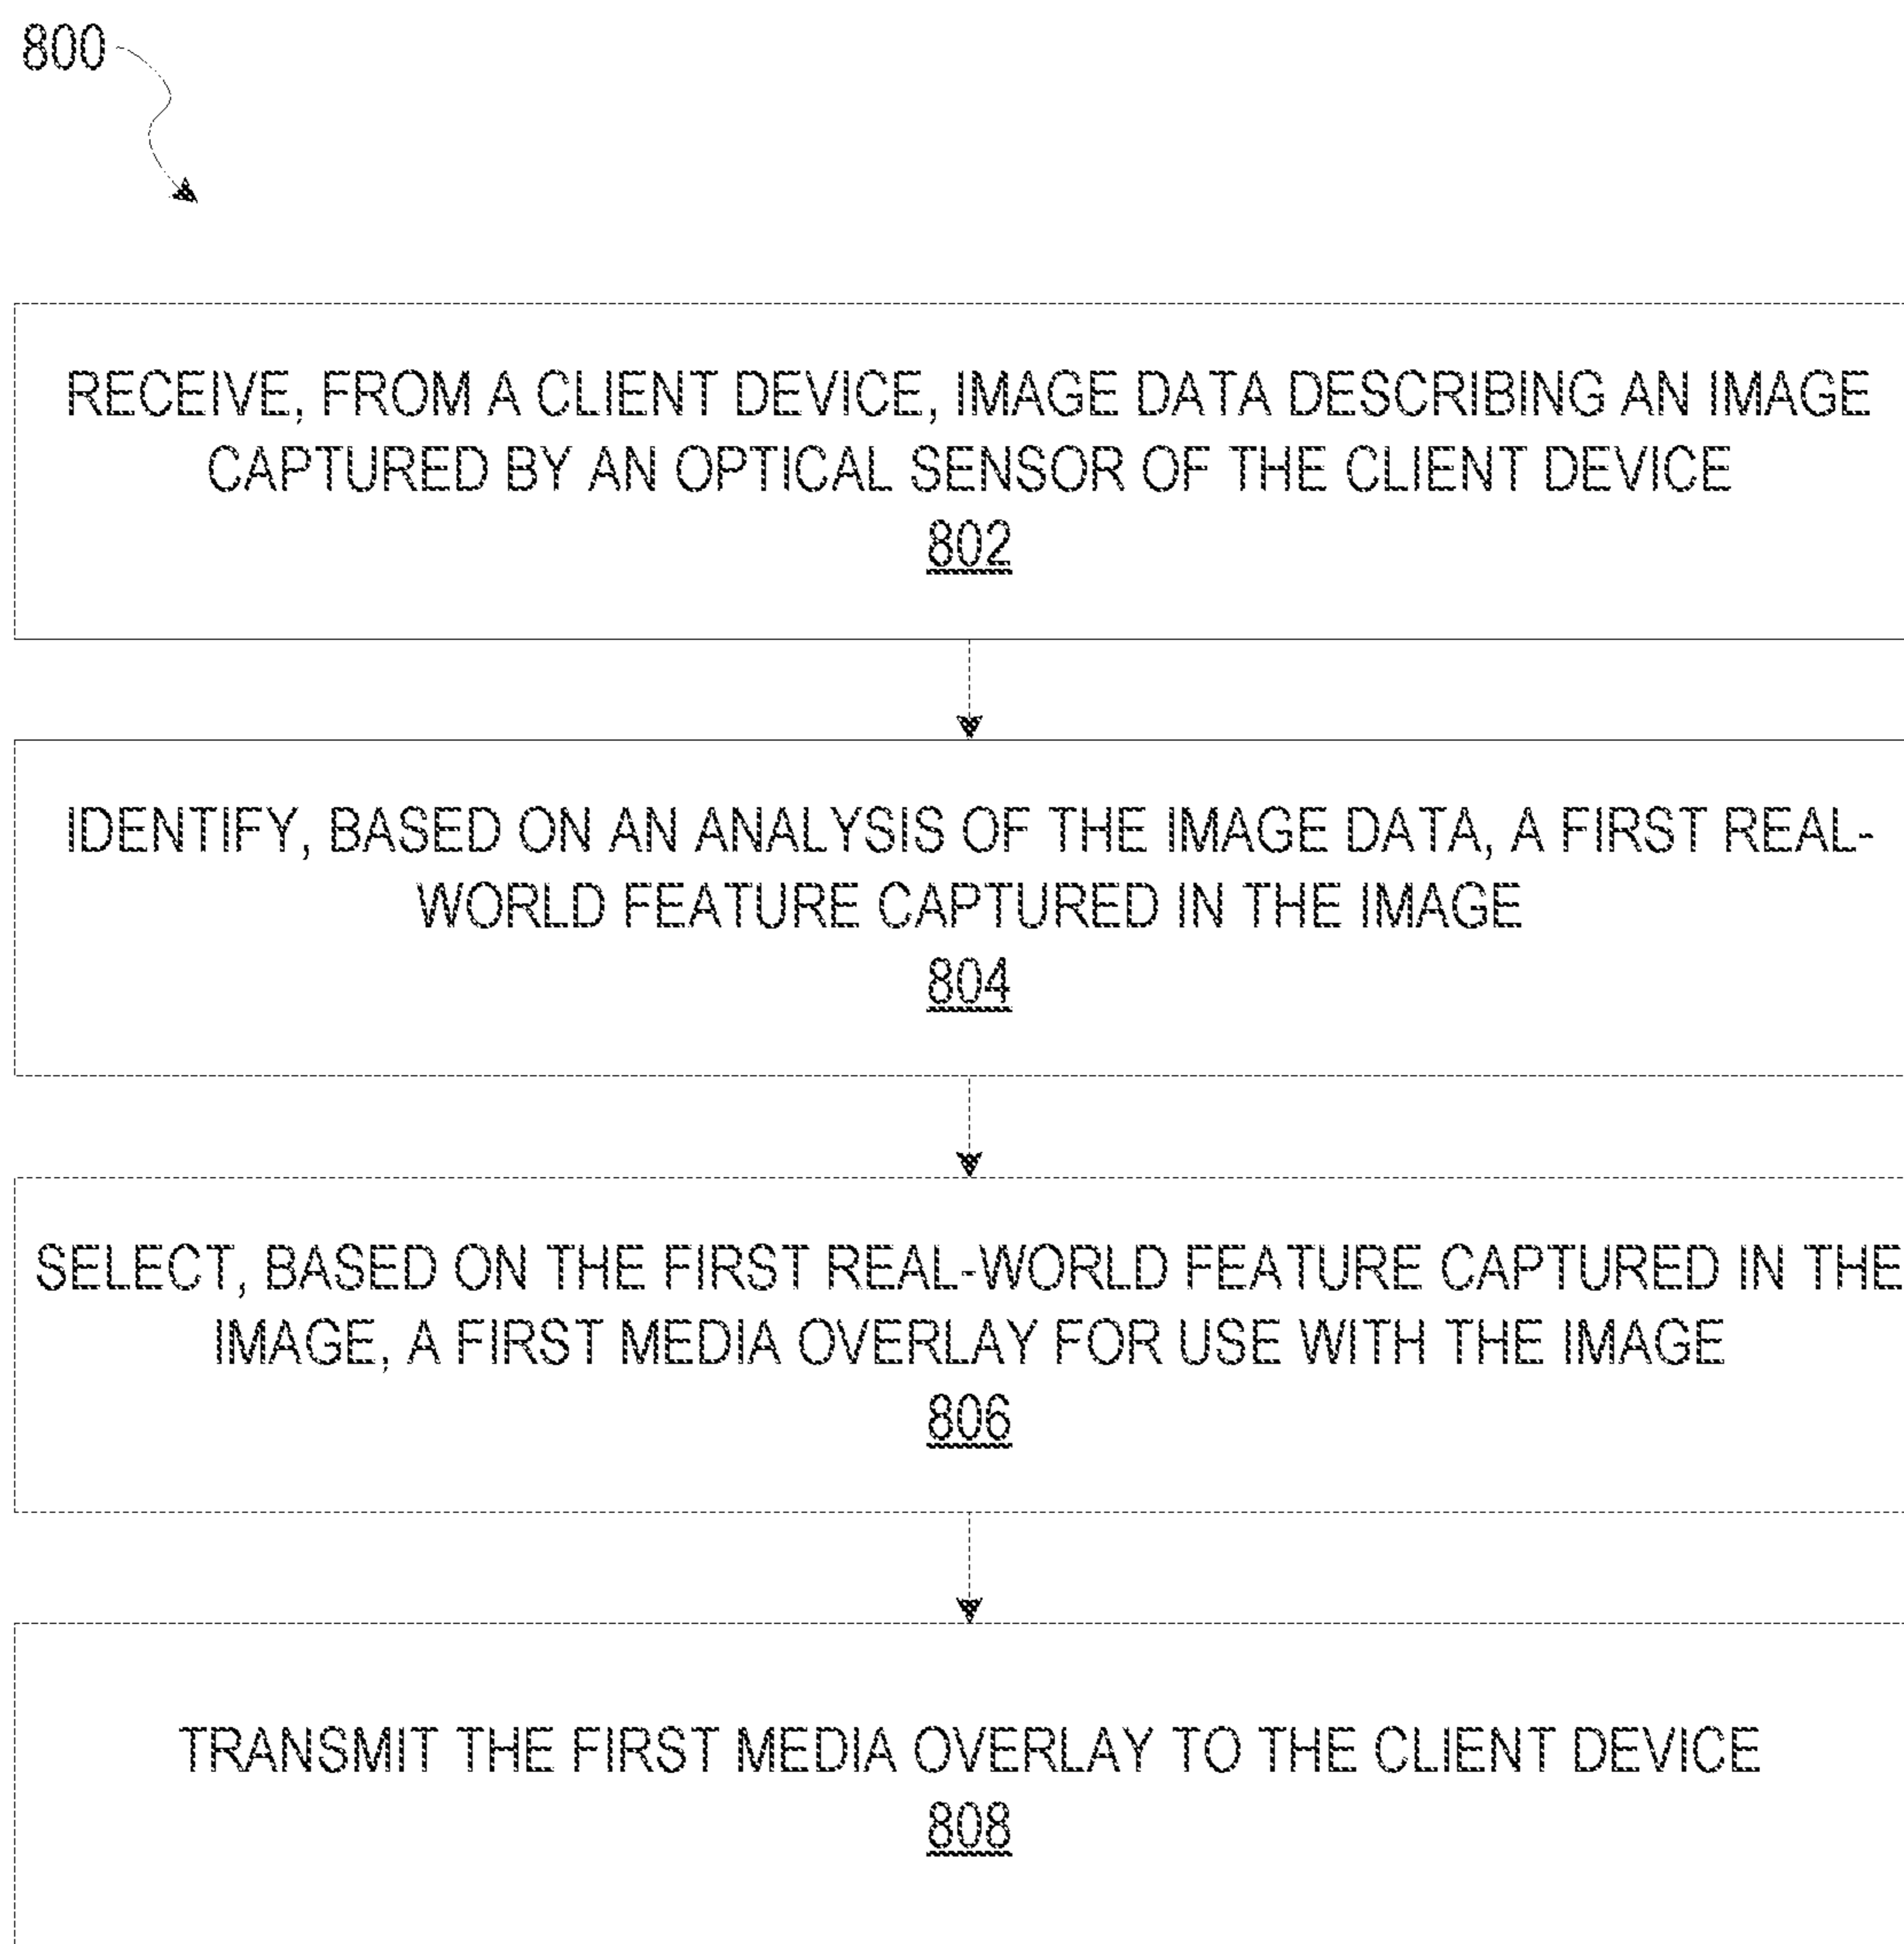 800
RECEIVE, FROM A CLIENT DEVICE, IMAGE DATA DESCRIBING AN IMAGE
CAPTURED BY AN OPTICAL SENSOR OF THE CLIENT DEVICE
802
IDENTIFY, BASED ON AN ANALYSIS OF THE IMAGE DATA, A FIRST REAL-
WORLD FEATURE CAPTURED IN THE IMAGE
804
SELECT, BASED ON THE FIRST REAL-WORLD FEATURE CAPTURED IN THE
IMAGE, A FIRST MEDIA OVERLAY FOR USE WITH THE IMAGE
806
TRANSMIT THE FIRST MEDIA OVERLAY TO THE CLIENT DEVICE
808